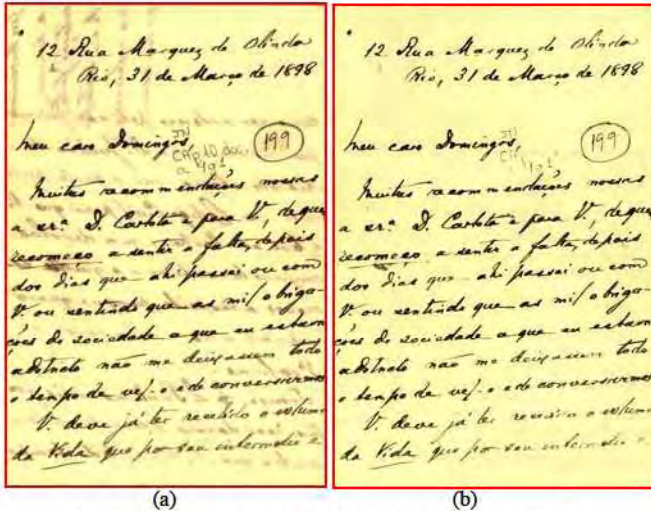 12 Rua Marquez de Olinda
Rio, 31 de Março de 1898
Meu caro Domingos,
199
Muitas recommendações nossas
a sr.ª D. Carlota e para V, de quem
recomeço a sentir a falta, depois
dos dias que ahi passei ou com
V. ou sentindo que as mil obriga-
ções de sociedade a que eu estava
não me deixassem todo
o tempo de vel-o e de conversarmos
V. deve já ter recebido o volume
da Vida que por seu intermedio e
(a)
12 Rua Marquez de Olinda
Rio, 31 de Março de 1898
Meu caro Domingos,
199
Muitas recommendações nossas
a sr.ª D. Carlota e para V, de quem
recomeço a sentir a falta, depois
dos dias que ahi passei ou com
V. ou sentindo que as mil obriga-
ções de sociedade a que eu estava
não me deixassem todo
o tempo de vel-o e de conversarmos
V. deve já ter recebido o volume
da Vida que por seu intermedio e
(b)